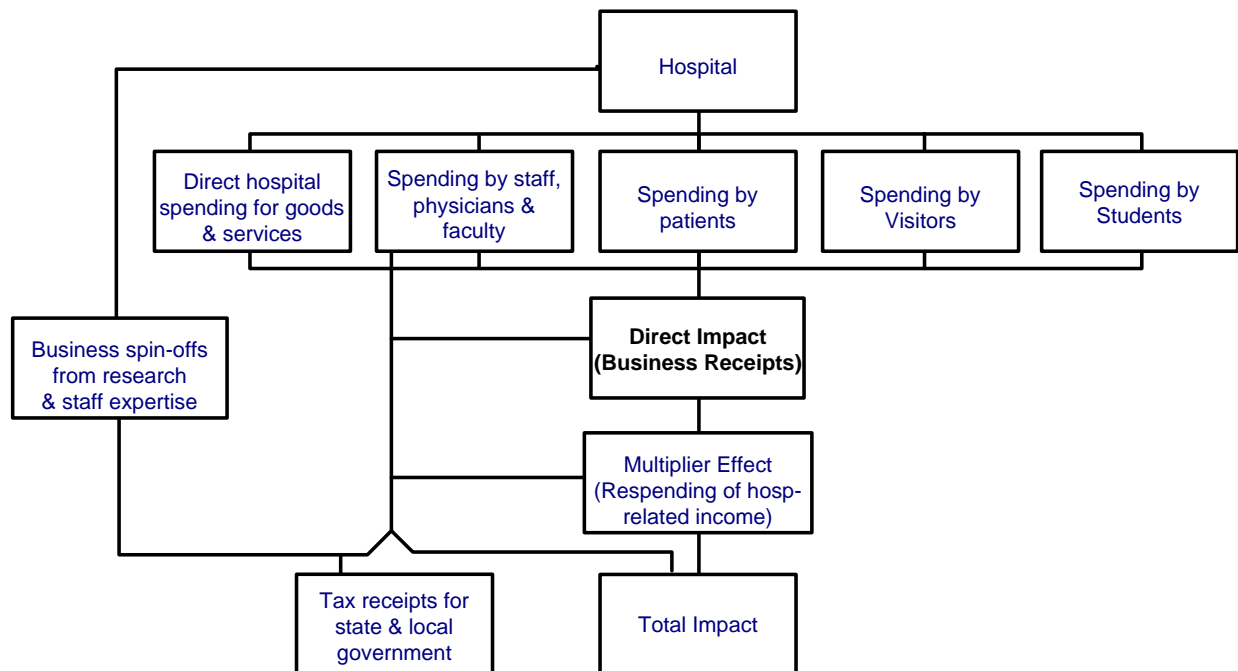 Hospital
Direct hospital
spending for goods
& services
Spending by staff,
physicians &
faculty
Spending by
patients
Spending by
Visitors
Spending by
Students
Business spin-offs
from research
& staff expertise
Direct Impact
(Business Receipts)
Multiplier Effect
(Respending of hosp-
related income)
Tax receipts for
state & local
government
Total Impact